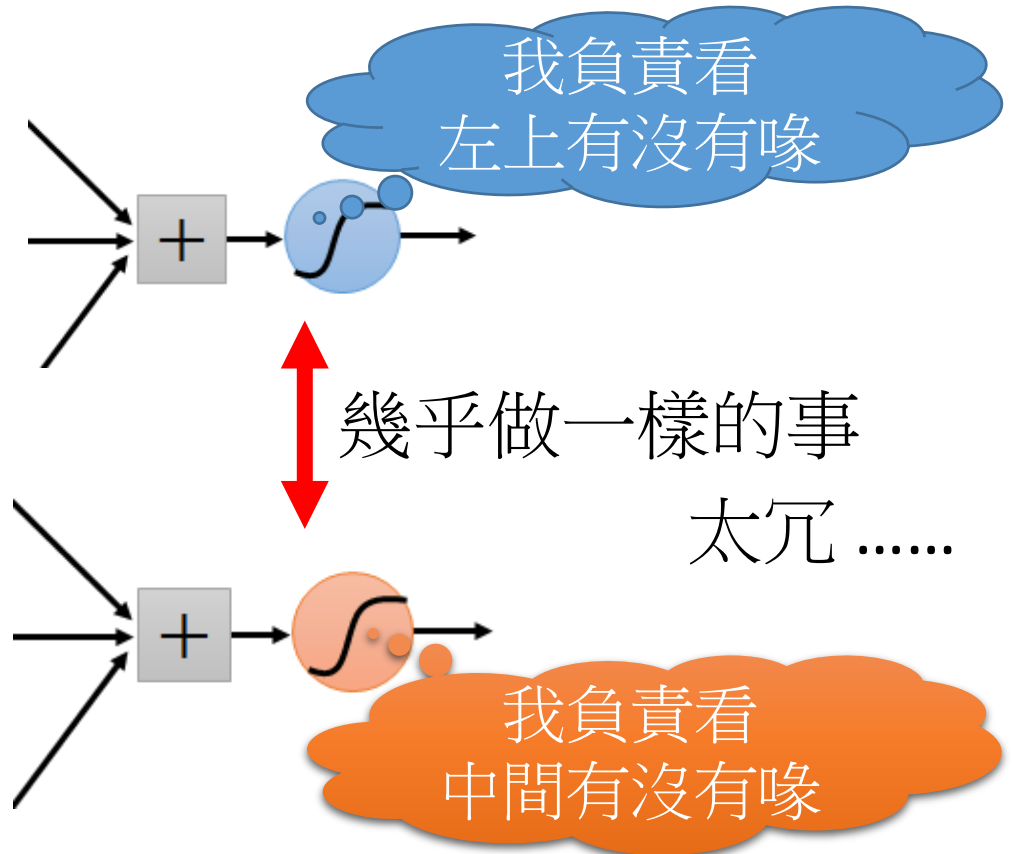 我負責看
左上有沒有喙
+
幾乎做一樣的事
太冗 ......
+
我負責看
中間有沒有喙